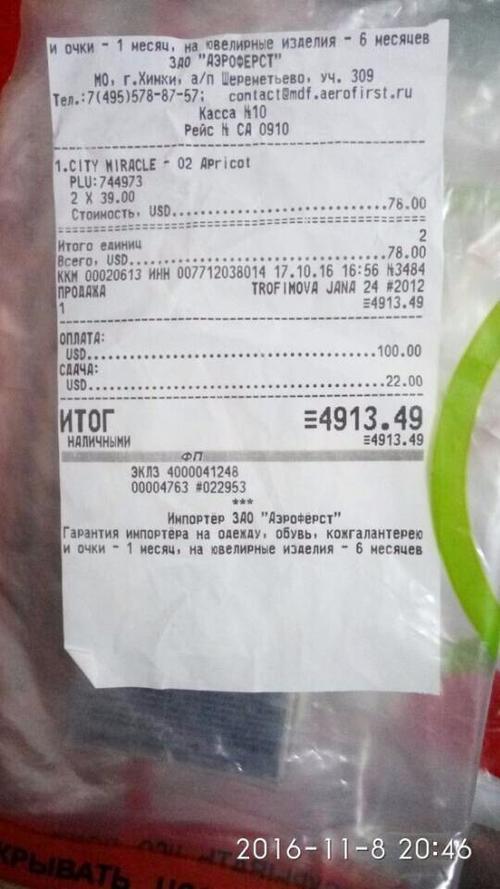 и очки - 1 месяц, на ювелирные изделия - 6 месяцев
ЗАО "АЭРОФЕРСТ"
МО, г.Химки, а/п Шереметьево, уч. 309
Тел.:7(495)578-87-57; contact@mdf.aerofirst.ru
Касса №10
Рейс № CA 0910
1.CITY MIRACLE - 02 Apricot
PLU:744973
2 X 39.00
Стоимость, USD.....................78.00
Итого единиц 2
Всего, USD.....................78.00
ККМ 00020613 ИНН 007712038014 17.10.16 16:56 №3484
ПРОДАЖА TROFIMOVA JANA 24 #2012
1 ≡4913.49
ОПЛАТА:
USD.....................100.00
СДАЧА:
USD.....................22.00
ИТОГ ≡4913.49
НАЛИЧНЫМИ ≡4913.49
ФП
ЭКЛЗ 4000041248
00004763 #022953
***
Импортёр ЗАО "Аэрофёрст"
Гарантия импортёра на одежду, обувь, кожгалантерею
и очки - 1 месяц, на ювелирные изделия - 6 месяцев
2016-11-8 20:46
КРЫВАТЬ